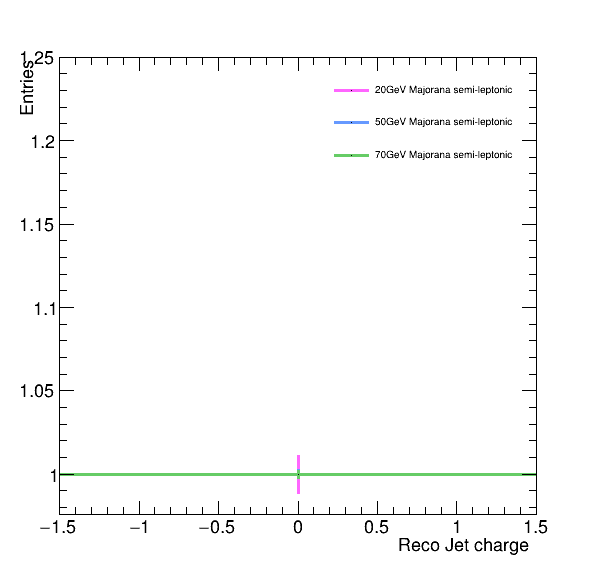 Entries
1.25
1.2
1.15
1.1
1.05
1
20GeV Majorana semi-leptonic
50GeV Majorana semi-leptonic
70GeV Majorana semi-leptonic
−1.5 −1 −0.5 0 0.5 1 1.5
Reco Jet charge